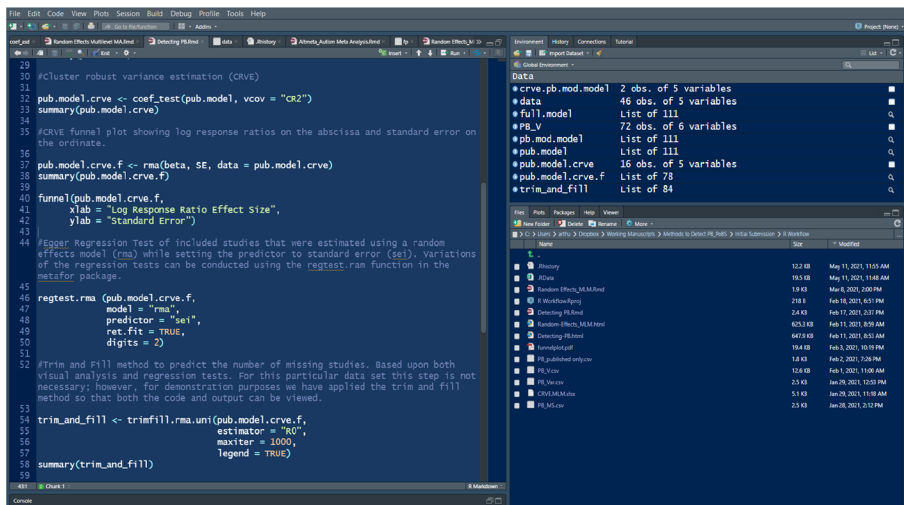 File Edit Code View Plots Session Build Debug Profile Tools Help
Go to file/function Addins Project: (None)
Random Effects Multilevel MA.Rmd Detecting PB.Rmd data .Rhistory Altmeta_Autism Meta Analysis.Rmd fp Random Effects_M
Knit Insert Run
29
30 #Cluster robust variance estimation (CRVE)
31
32 pub.model.crve <- coef_test(pub.model, vcov = "CR2")
33 summary(pub.model.crve)
34
35 #CRVE funnel plot showing log response ratios on the abscissa and standard error on
the ordinate.
36
37 pub.model.crve.f <- rma(beta, SE, data = pub.model.crve)
38 summary(pub.model.crve.f)
39
40 funnel(pub.model.crve.f,
41 xlab = "Log Response Ratio Effect Size",
42 ylab = "Standard Error")
43
44 #Egger Regression Test of included studies that were estimated using a random
effects model (rma) while setting the predictor to standard error (sei). Variations
of the regression tests can be conducted using the regtest.ram function in the
metafor package.
45
46 regtest.rma (pub.model.crve.f,
47 model = "rma",
48 predictor = "sei",
49 ret.fit = TRUE,
50 digits = 2)
51
52 #Trim and Fill method to predict the number of missing studies. Based upon both
visual analysis and regression tests. For this particular data set this step is not
necessary; however, for demonstration purposes we have applied the trim and fill
method so that both the code and output can be viewed.
53
54 trim_and_fill <- trimfill.rma.uni(pub.model.crve.f,
55 estimator = "R0",
56 maxiter = 1000,
57 legend = TRUE)
58 summary(trim_and_fill)
59
43:1 Chunk 1 R Markdown
Console
Environment History Connections Tutorial
Import Dataset List
Global Environment
Data
crve.pb.mod.model 2 obs. of 5 variables
data 46 obs. of 5 variables
full.model List of 111
PB_V 72 obs. of 6 variables
pb.mod.model List of 111
pub.model List of 111
pub.model.crve 16 obs. of 5 variables
pub.model.crve.f List of 78
trim_and_fill List of 84
Files Plots Packages Help Viewer
New Folder Delete Rename More
C: > Users > arthu > Dropbox > Working Manuscripts > Methods to Detect PB_PeBS > Initial Submission > R Workflow
Name Size Modified
..
.Rhistory 12.2 KB May 11, 2021, 11:55 AM
.RData 19.5 KB May 11, 2021, 11:48 AM
Random Effects_MLM.Rmd 1.9 KB Mar 8, 2021, 2:00 PM
R Workflow.Rproj 218 B Feb 18, 2021, 6:51 PM
Detecting PB.Rmd 2.4 KB Feb 17, 2021, 2:37 PM
Random-Effects_MLM.html 625.3 KB Feb 11, 2021, 8:59 AM
Detecting-PB.html 647.9 KB Feb 11, 2021, 8:53 AM
funnelplot.pdf 19.4 KB Feb 3, 2021, 10:19 PM
PB_published only.csv 1.8 KB Feb 2, 2021, 7:26 PM
PB_V.csv 12.6 KB Feb 1, 2021, 11:00 AM
PB_Var.csv 2.5 KB Jan 29, 2021, 12:53 PM
CRVE.MLM.xlsx 5.1 KB Jan 29, 2021, 11:18 AM
PB_NS.csv 2.5 KB Jan 28, 2021, 2:12 PM